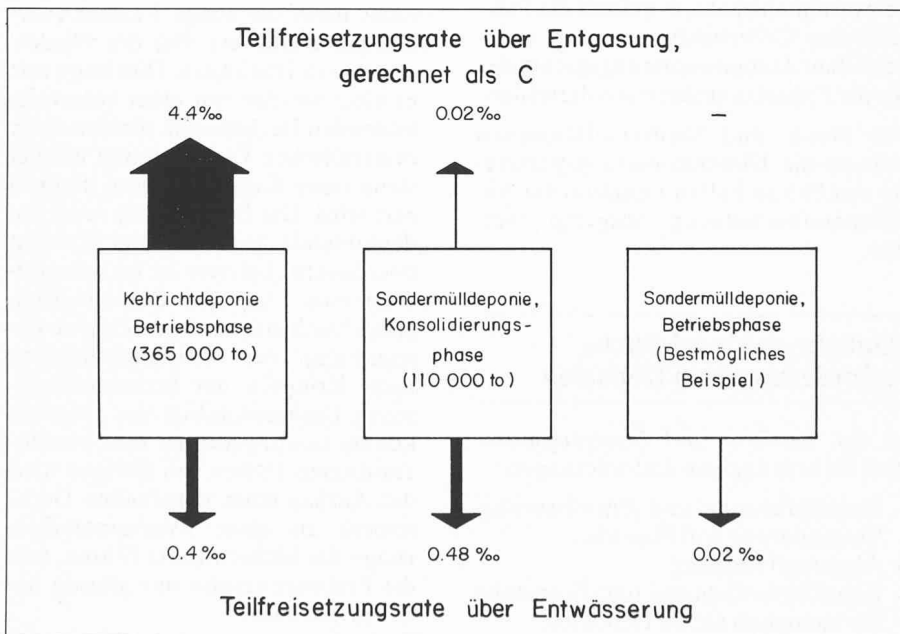 Teilfreisetzungsrate über Entgasung,
gerechnet als C
4.4‰
0.02‰
–
Kehrichtdeponie
Betriebsphase
(365 000 to)
Sondermülldeponie,
Konsolidierungs-
phase
(110 000 to)
Sondermülldeponie,
Betriebsphase
(Bestmögliches
Beispiel)
0.4‰
0.48‰
0.02‰
Teilfreisetzungsrate über Entwässerung